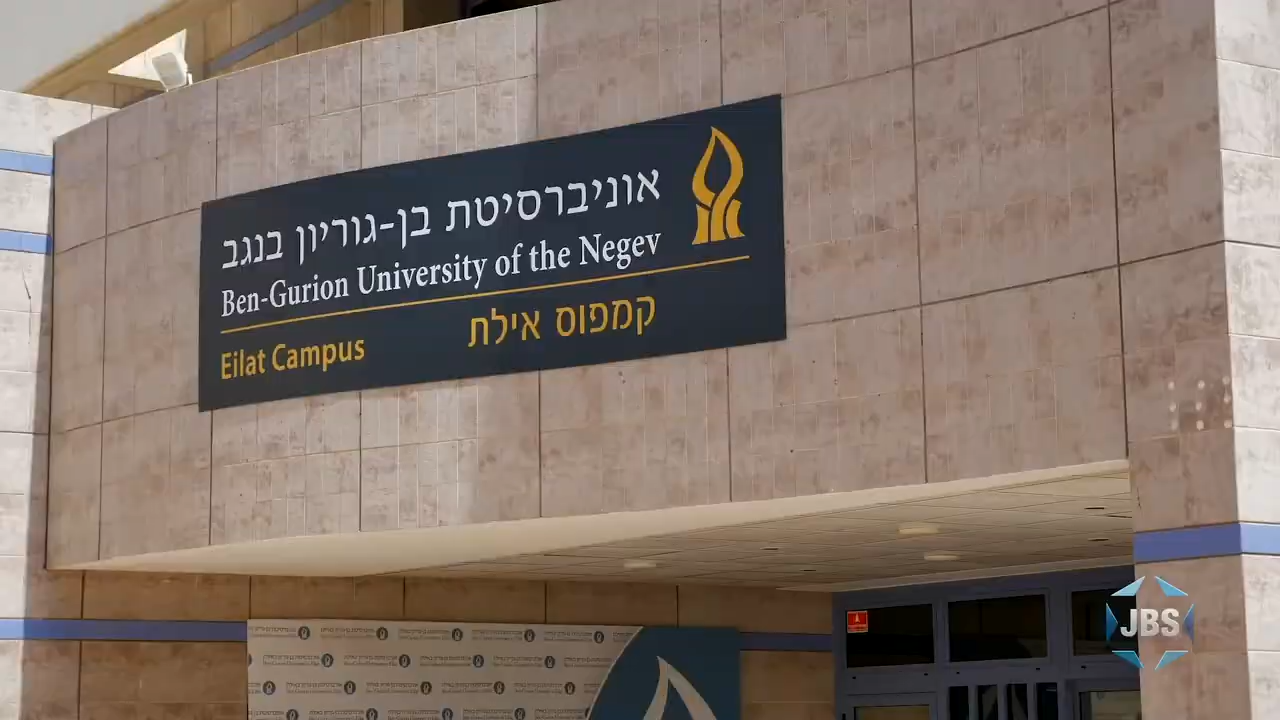 אוניברסיטת בן-גוריון בנגב
Ben-Gurion University of the Negev
Eilat Campus קמפוס אילת
JBS